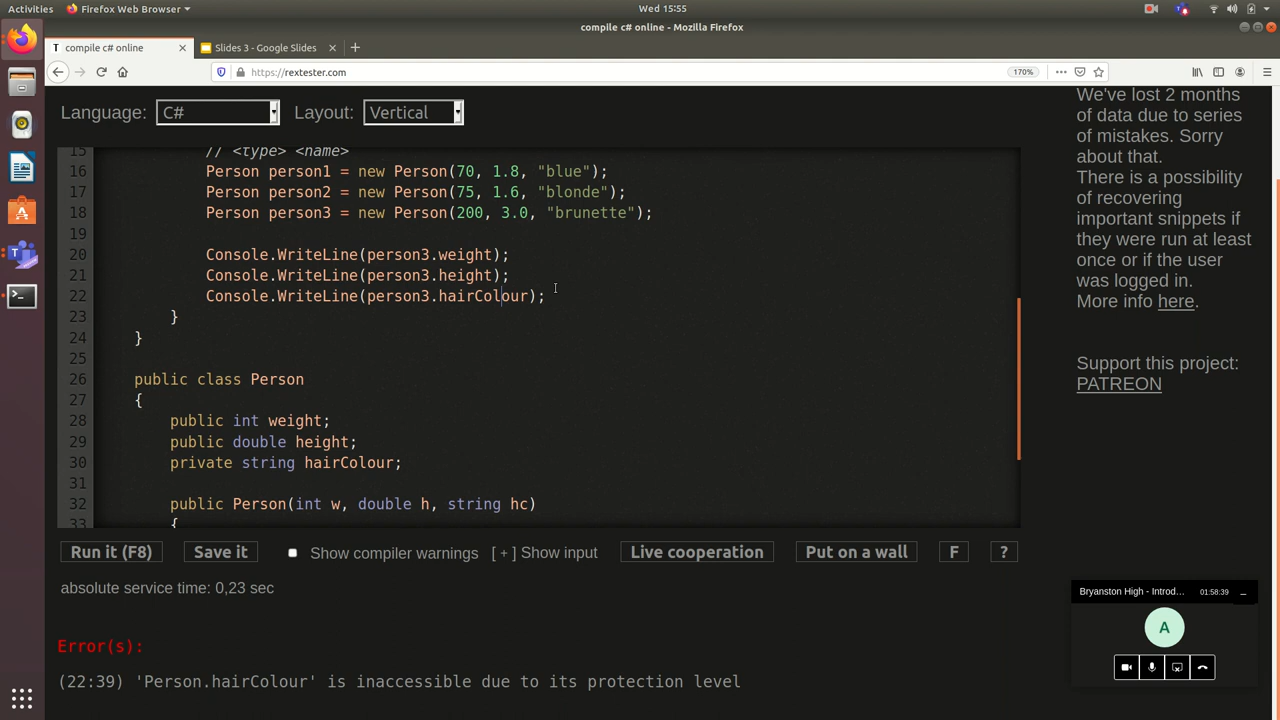 Activities Firefox Web Browser Wed 15:55
compile c# online - Mozilla Firefox
T compile c# online Slides 3 - Google Slides
https://rextester.com 170%
Language: C# Layout: Vertical
15 // <type> <name>
16 Person person1 = new Person(70, 1.8, "blue");
17 Person person2 = new Person(75, 1.6, "blonde");
18 Person person3 = new Person(200, 3.0, "brunette");
19
20 Console.WriteLine(person3.weight);
21 Console.WriteLine(person3.height);
22 Console.WriteLine(person3.hairColour);
23 }
24 }
25
26 public class Person
27 {
28 public int weight;
29 public double height;
30 private string hairColour;
31
32 public Person(int w, double h, string hc)
33 {
We've lost 2 months
of data due to series
of mistakes. Sorry
about that.
There is a possibility
of recovering
important snippets if
they were run at least
once or if the user
was logged in.
More info here.
Support this project:
PATREON
Run it (F8) Save it Show compiler warnings [ + ] Show input Live cooperation Put on a wall F ?
absolute service time: 0,23 sec
Error(s):
(22:39) 'Person.hairColour' is inaccessible due to its protection level
Bryanston High - Introd... 01:58:39
A